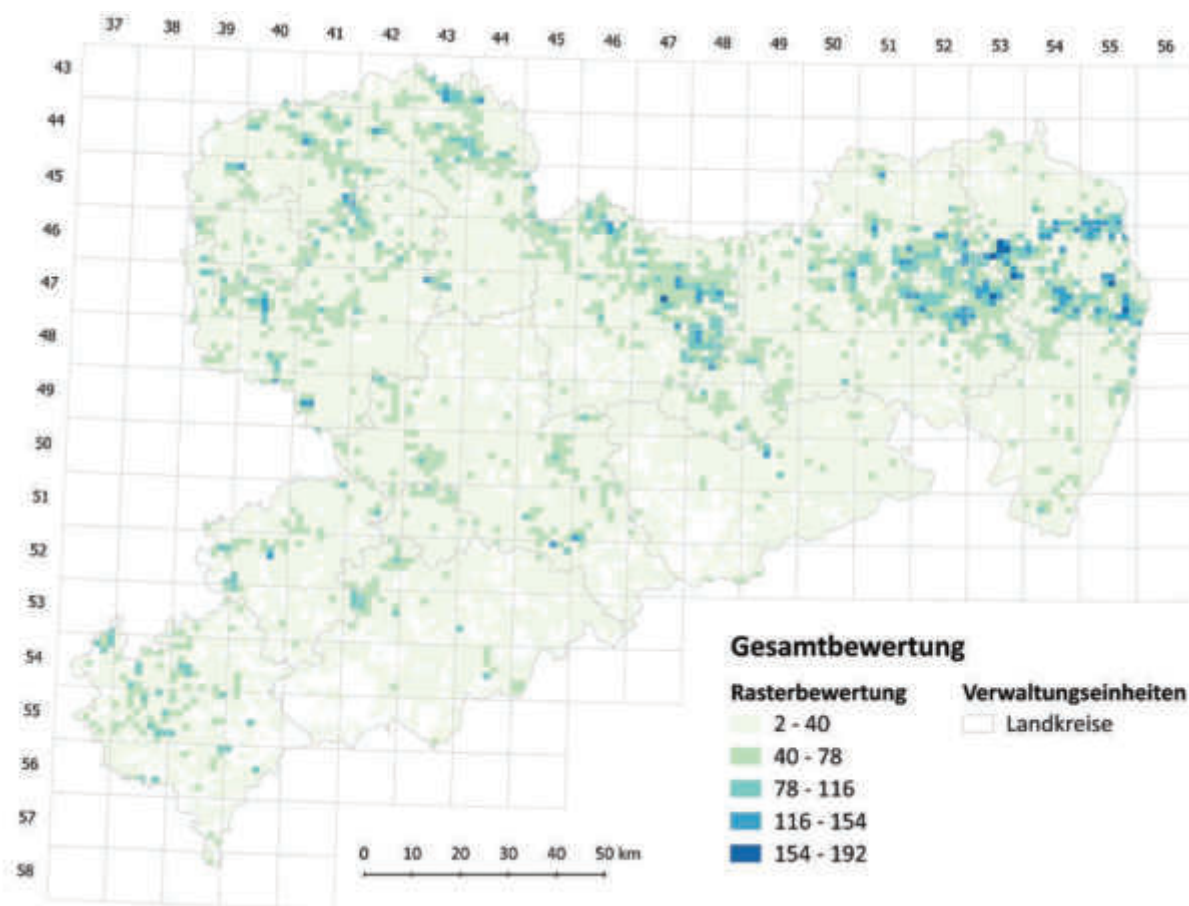 37 38 39 40 41 42 43 44 45 46 47 48 49 50 51 52 53 54 55 56
43
44
45
46
47
48
49
50
51
52
53
54
55
56
57
58
Gesamtbewertung
Rasterbewertung
2 - 40
40 - 78
78 - 116
116 - 154
154 - 192
Verwaltungseinheiten
Landkreise
0 10 20 30 40 50 km